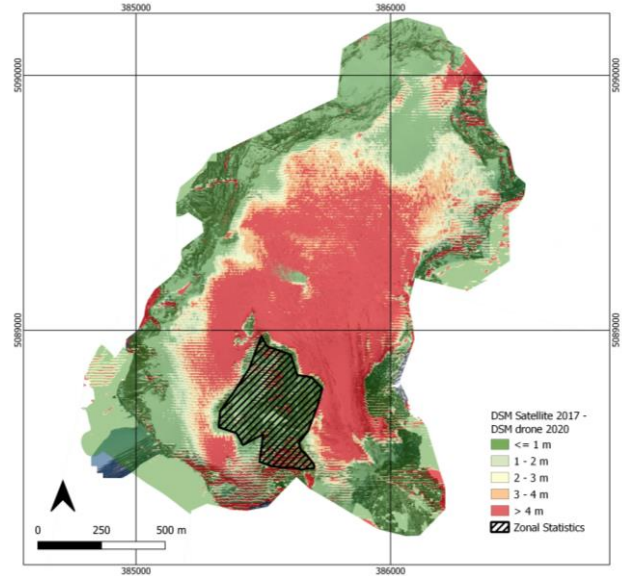 385000 386000
5090000 5090000
5089000 5089000
DSM Satellite 2017 -
DSM drone 2020
<= 1 m
1 - 2 m
2 - 3 m
3 - 4 m
> 4 m
Zonal Statistics
0 250 500 m
385000 386000